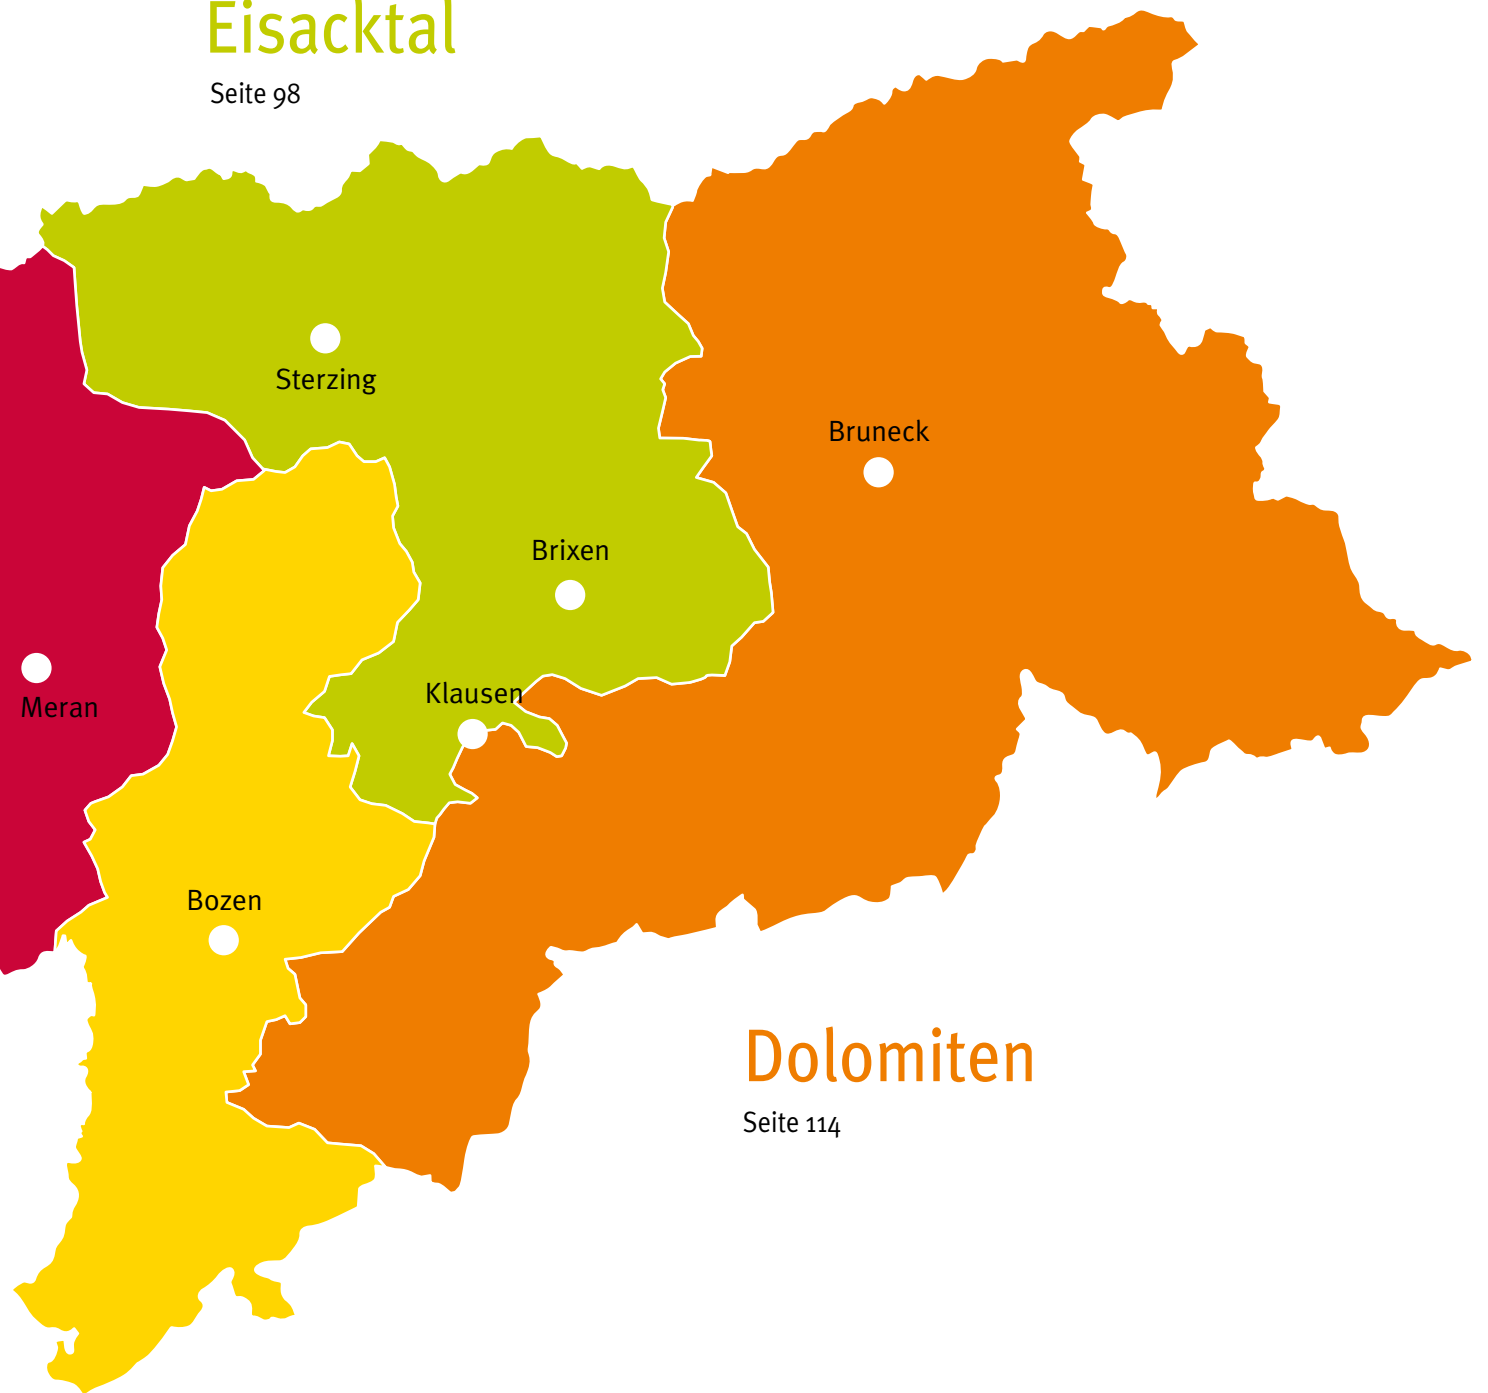 Eisacktal
Seite 98
Sterzing
Bruneck
Brixen
Klausen
Meran
Bozen
Dolomiten
Seite 114